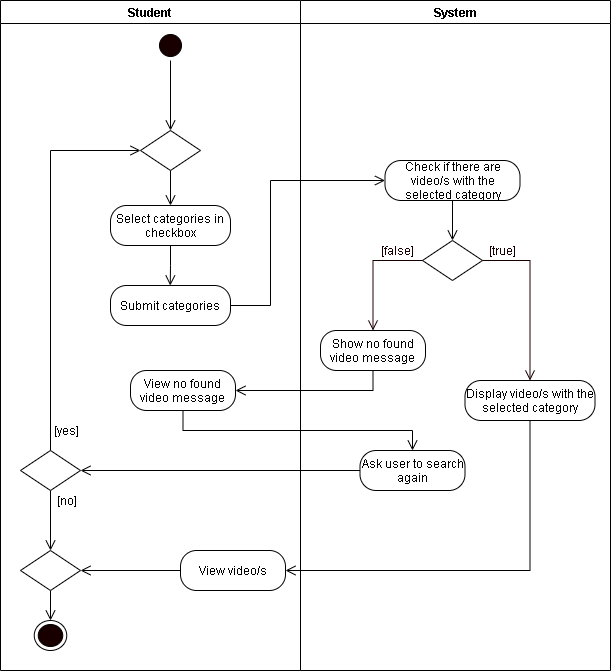 Student
System
Check if there are
video/s with the
selected category
Select categories in
checkbox
[false]
[true]
Submit categories
Show no found
video message
View no found
video message
Display video/s with the
selected category
[yes]
Ask user to search
again
[no]
View video/s